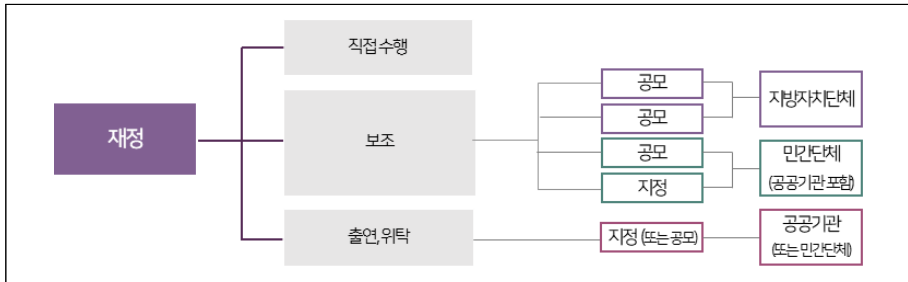 직접 수행
공모
지방자치단체
공모
재정
보조
공모
민간단체
(공공기관 포함)
지정
출연, 위탁
지정 (또는 공모)
공공기관
(또는 민간단체)